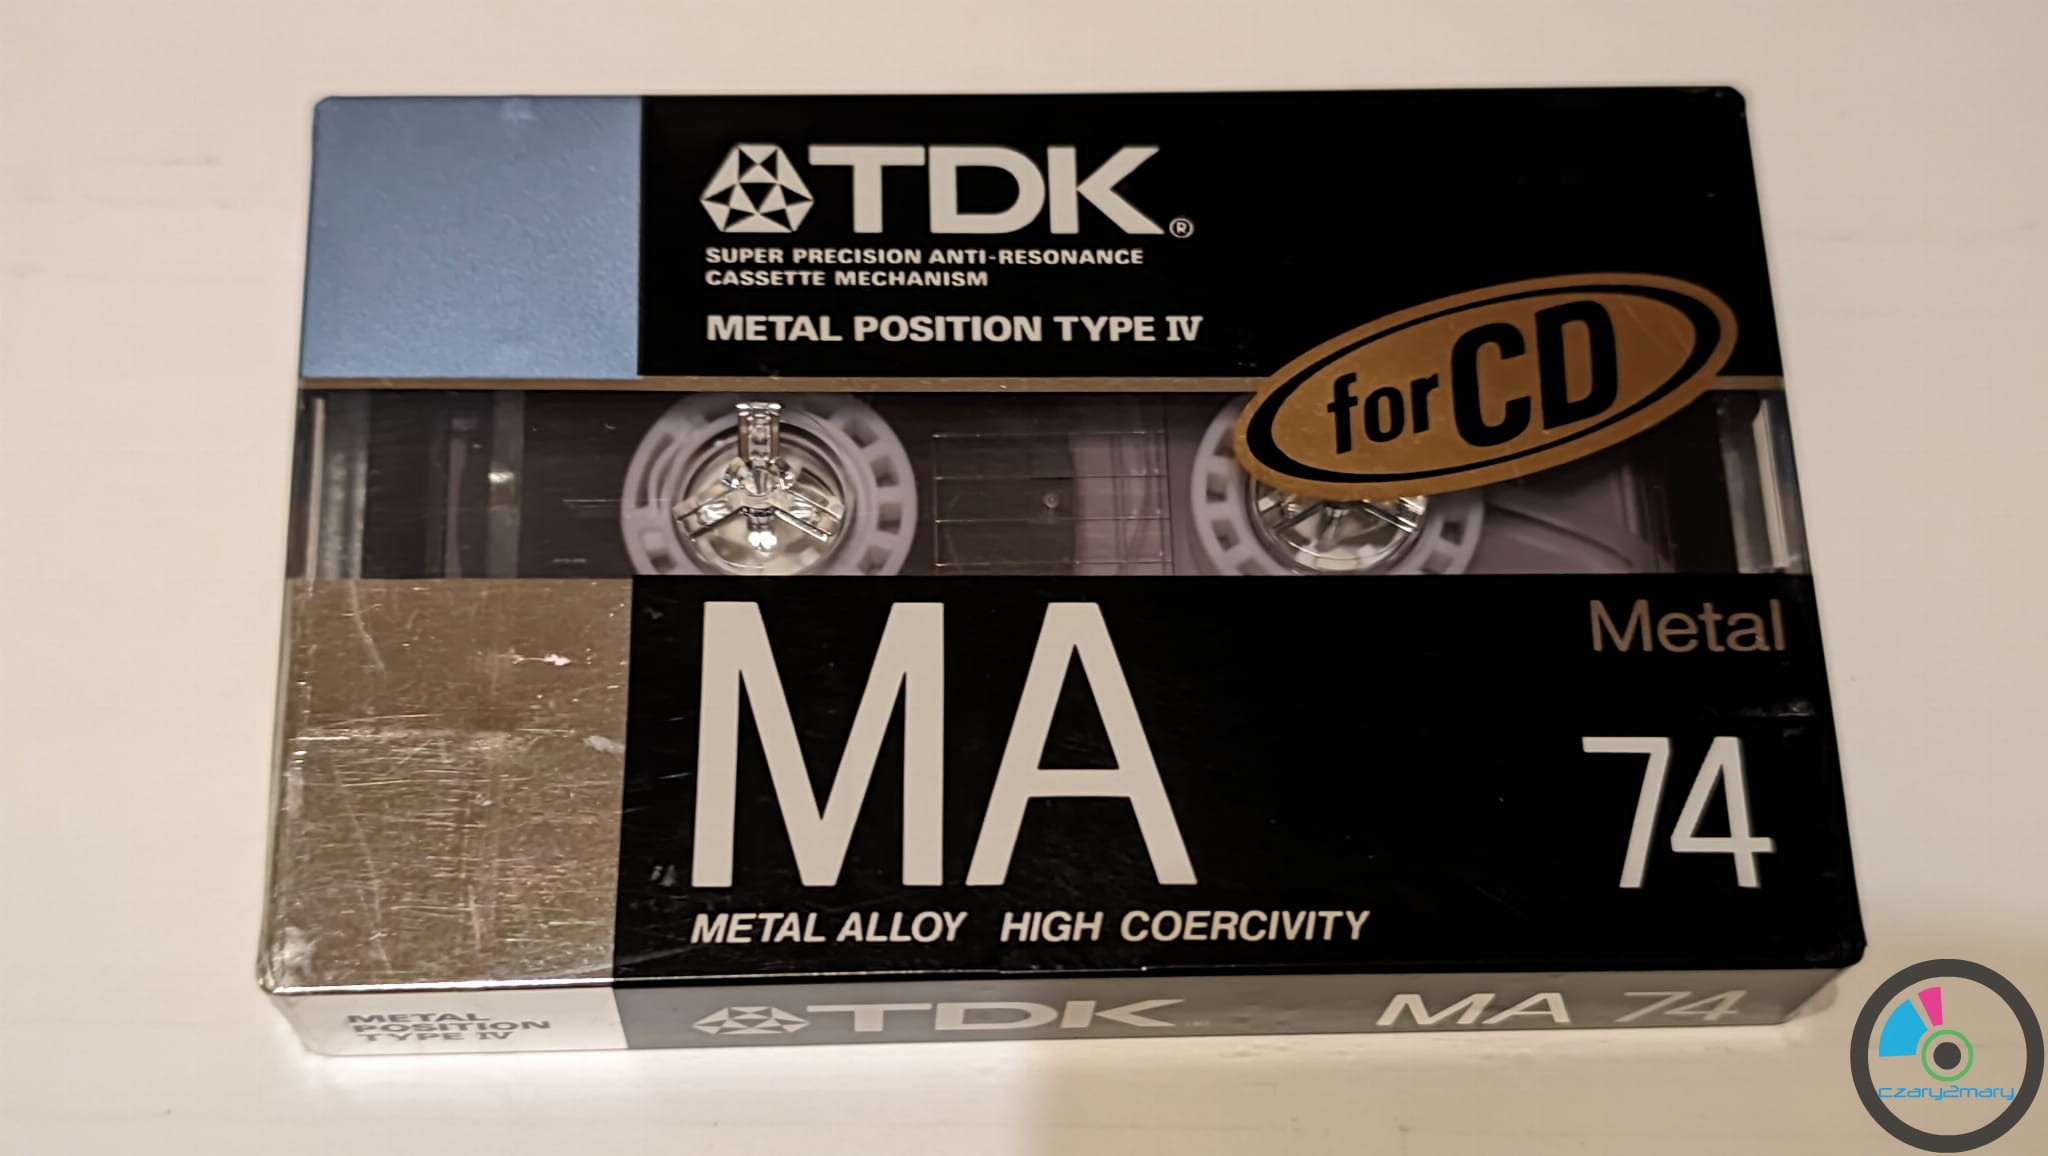 TDK®
SUPER PRECISION ANTI-RESONANCE
CASSETTE MECHANISM
METAL POSITION TYPE IV
for CD
MA
Metal
74
METAL ALLOY HIGH COERCIVITY
METAL
POSITION
TYPE IV
TDK
MA 74
czary2mary